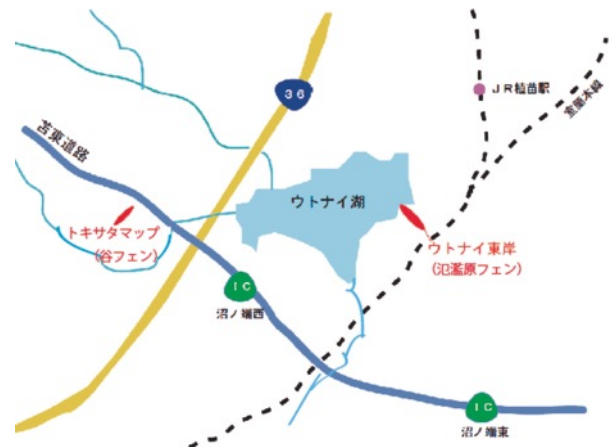 36
JR植苗駅
室蘭本線
苫東道路
ウトナイ湖
トキサタマップ
(谷フェン)
ウトナイ東岸
(氾濫原フェン)
IC
沼ノ端西
IC
沼ノ端東